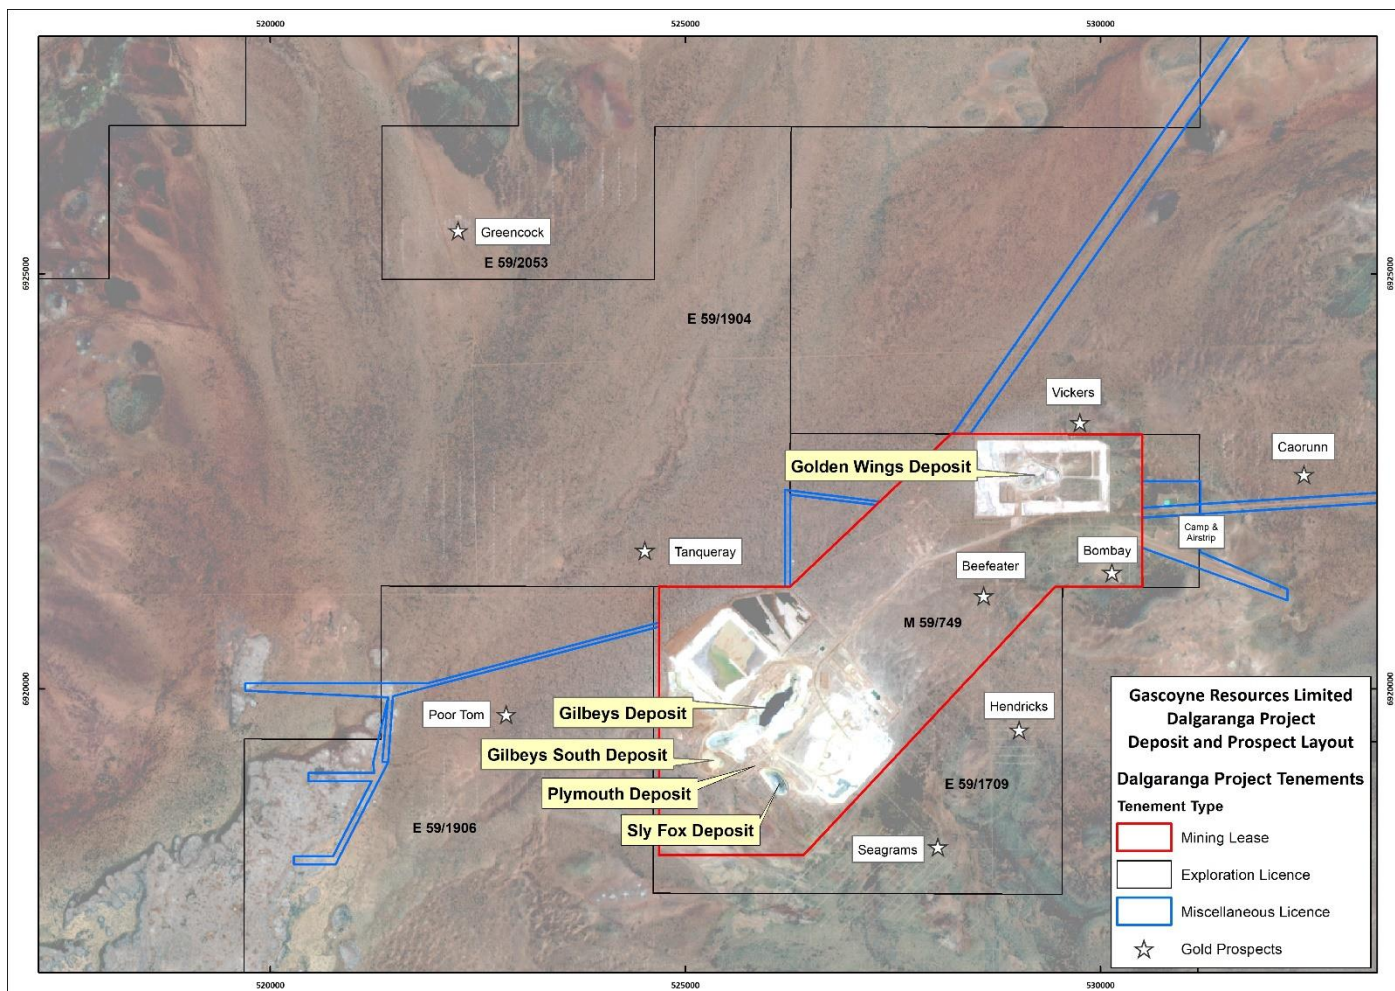 520000
525000
530000
6925000
6925000
Greencock
E 59/2053
E 59/1904
Vickers
Golden Wings Deposit
Caorunn
Camp &
Airstrip
Tanqueray
Beefeater
Bombay
M 59/749
Poor Tom
Gilbeys Deposit
Hendricks
6920000
6920000
Gilbeys South Deposit
Plymouth Deposit
E 59/1709
Sly Fox Deposit
E 59/1906
Seagrams
Gascoyne Resources Limited
Dalgaranga Project
Deposit and Prospect Layout
Dalgaranga Project Tenements
Tenement Type
Mining Lease
Exploration Licence
Miscellaneous Licence
Gold Prospects
520000
525000
530000